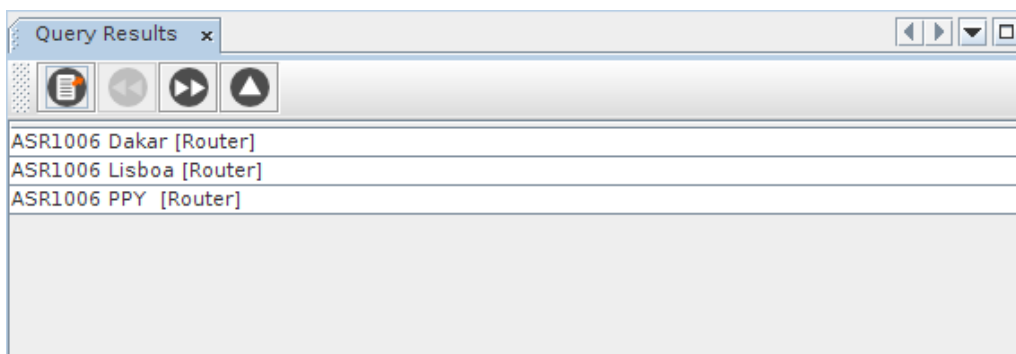 Query Results x
ASR1006 Dakar [Router]
ASR1006 Lisboa [Router]
ASR1006 PPY  [Router]